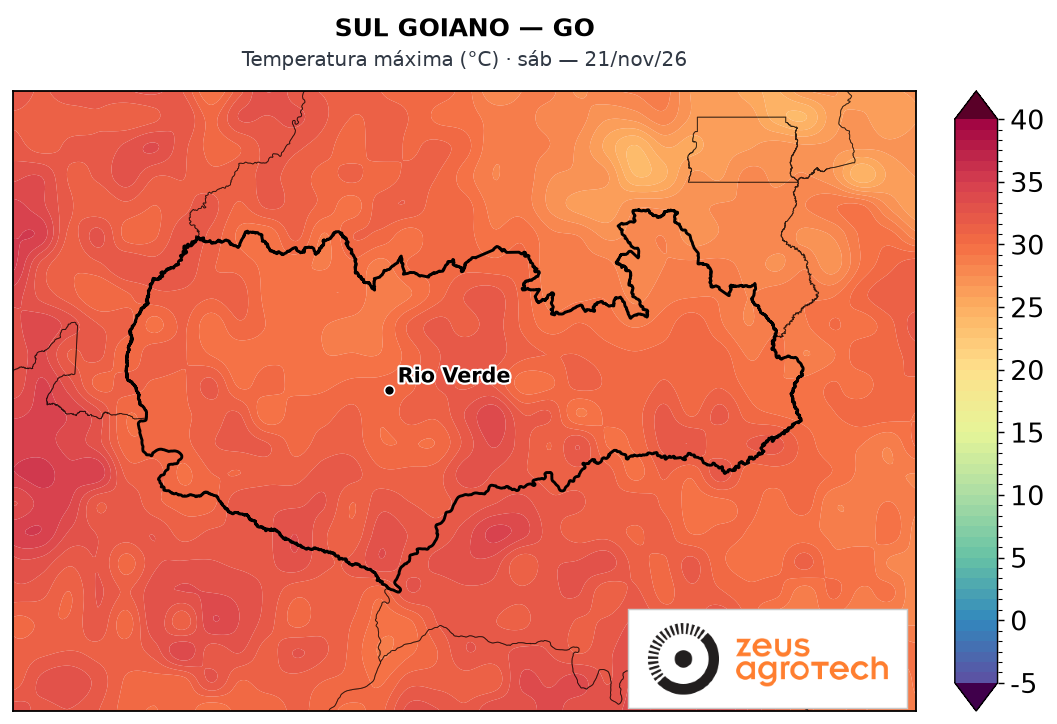 SUL GOIANO — GO
Temperatura máxima (°C) · sáb — 21/nov/26
Rio Verde
40
35
30
25
20
15
10
5
0
-5
zeus
agrotech